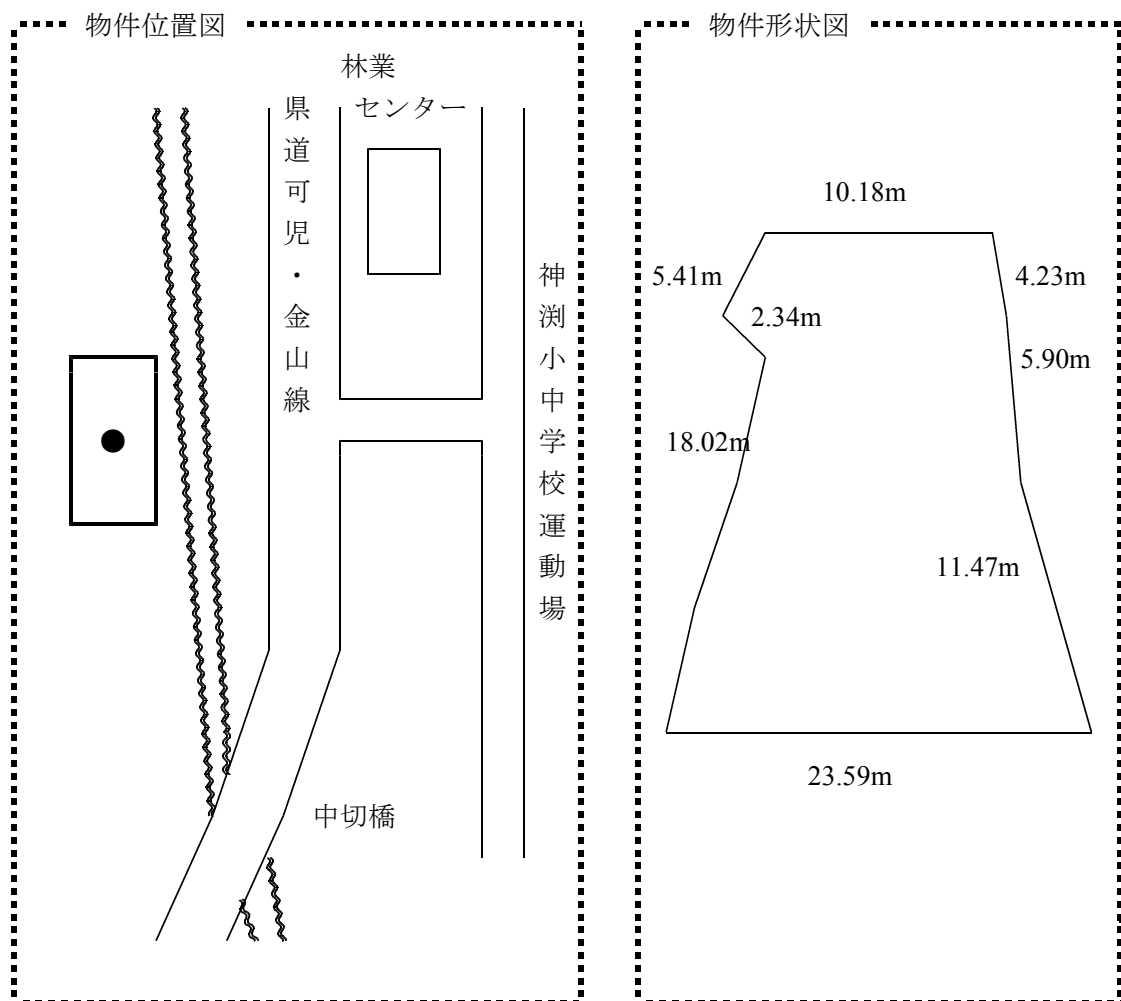 物件位置図
林業
センター
県道可児・金山線
神渕小中学校運動場
中切橋
物件形状図
10.18m
5.41m
4.23m
2.34m
5.90m
18.02m
11.47m
23.59m